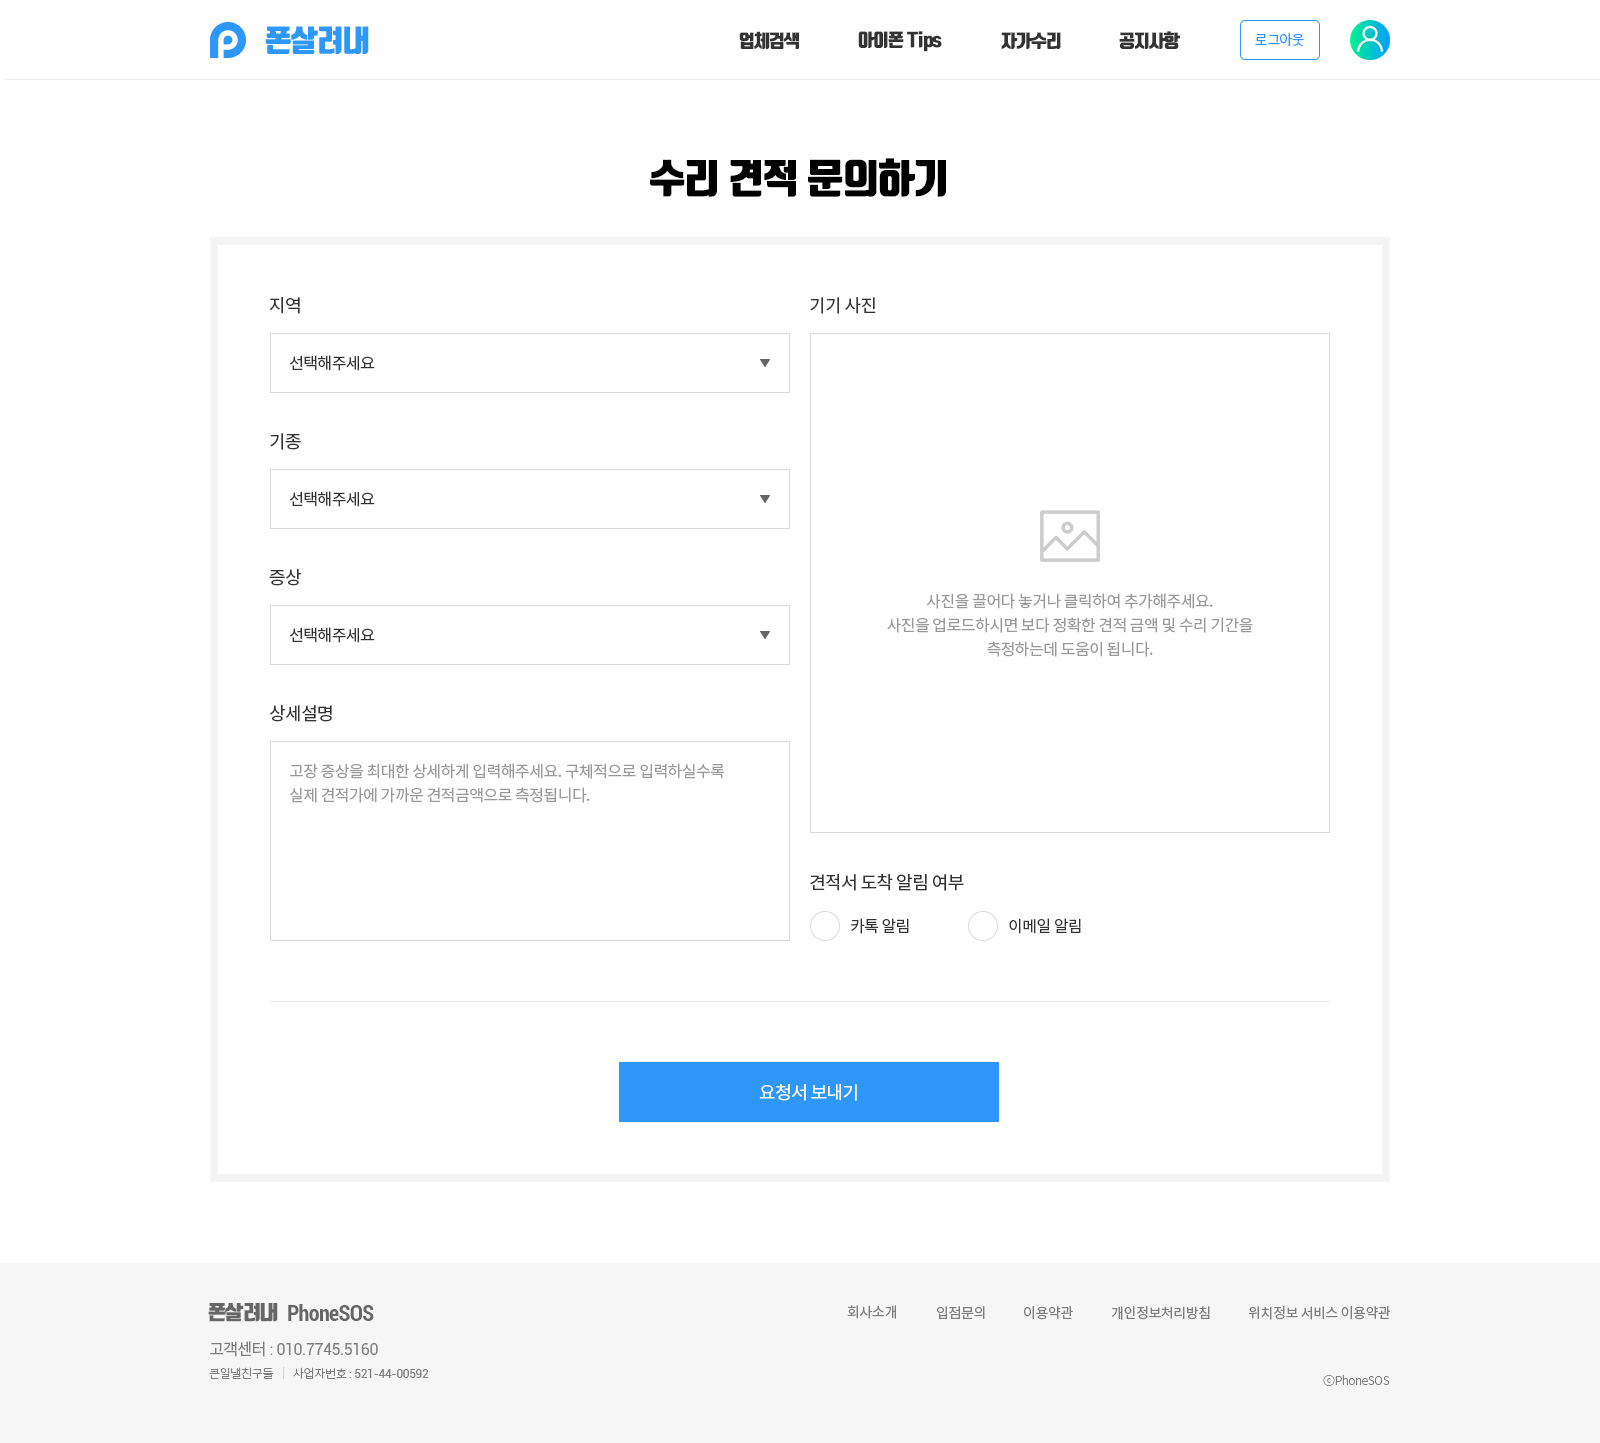 폰살려내
업체검색
아이폰 Tips
자가수리
공지사항
로그아웃
수리 견적 문의하기
지역
선택해주세요
기종
선택해주세요
증상
선택해주세요
상세설명
고장 증상을 최대한 상세하게 입력해주세요. 구체적으로 입력하실수록
실제 견적가에 가까운 견적금액으로 측정됩니다.
기기 사진
사진을 끌어다 놓거나 클릭하여 추가해주세요.
사진을 업로드하시면 보다 정확한 견적 금액 및 수리 기간을
측정하는데 도움이 됩니다.
견적서 도착 알림 여부
카톡 알림
이메일 알림
요청서 보내기
폰살려내 PhoneSOS
고객센터 : 010.7745.5160
큰일낼친구들 | 사업자번호 : 521-44-00592
회사소개
입점문의
이용약관
개인정보처리방침
위치정보 서비스 이용약관
ⓒPhoneSOS